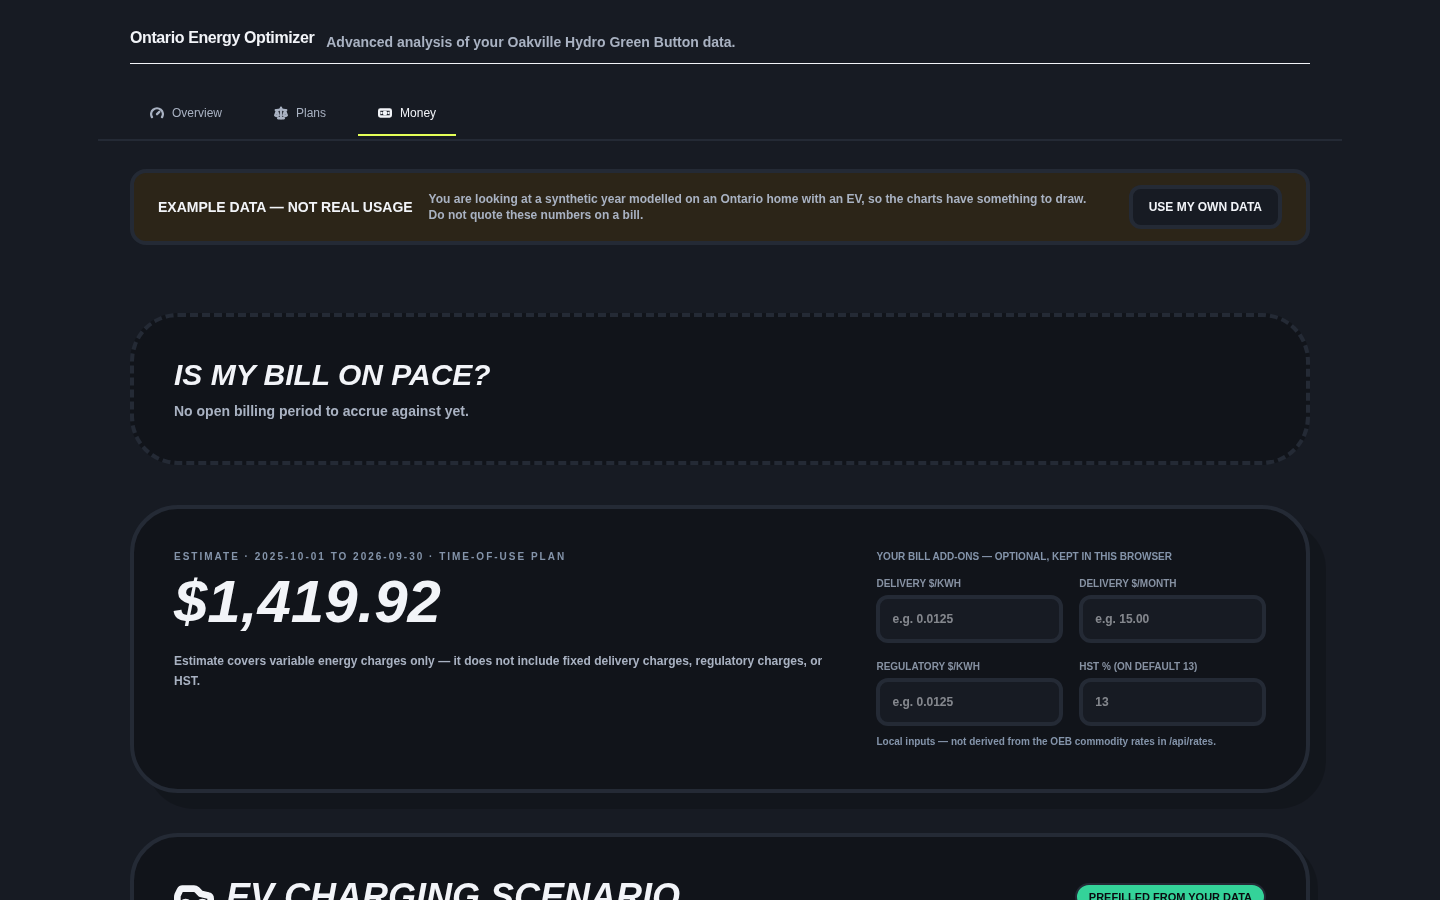 Ontario Energy Optimizer
Advanced analysis of your Oakville Hydro Green Button data.
Overview
Plans
Money
EXAMPLE DATA — NOT REAL USAGE
You are looking at a synthetic year modelled on an Ontario home with an EV, so the charts have something to draw.
Do not quote these numbers on a bill.
USE MY OWN DATA
IS MY BILL ON PACE?
No open billing period to accrue against yet.
ESTIMATE · 2025-10-01 TO 2026-09-30 · TIME-OF-USE PLAN
$1,419.92
Estimate covers variable energy charges only — it does not include fixed delivery charges, regulatory charges, or
HST.
YOUR BILL ADD-ONS — OPTIONAL, KEPT IN THIS BROWSER
DELIVERY $/KWH
DELIVERY $/MONTH
e.g. 0.0125
e.g. 15.00
REGULATORY $/KWH
HST % (ON DEFAULT 13)
e.g. 0.0125
13
Local inputs — not derived from the OEB commodity rates in /api/rates.
EV CHARGING SCENARIO
PREFILLED FROM YOUR DATA